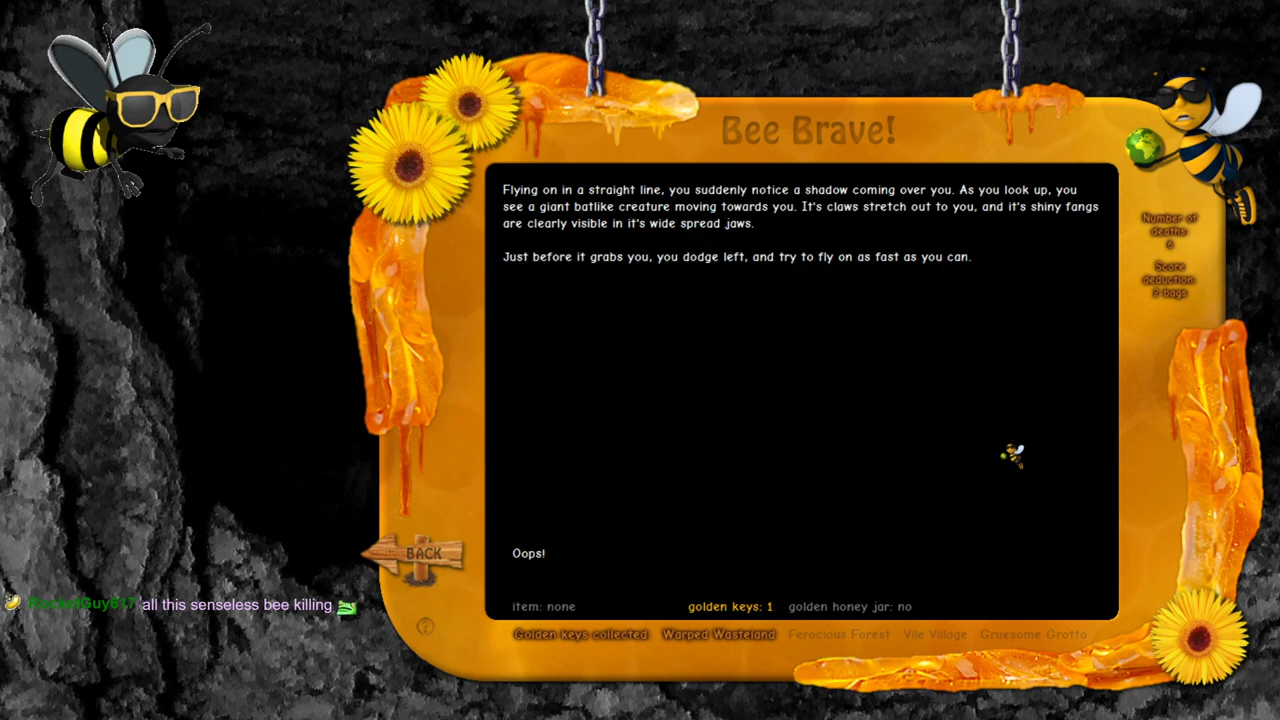 Bee Brave!
Flying on in a straight line, you suddenly notice a shadow coming over you. As you look up, you
see a giant batlike creature moving towards you. It's claws stretch out to you, and it's shiny fangs
are clearly visible in it's wide spread jaws.
Just before it grabs you, you dodge left, and try to fly on as fast as you can.
Number of
deaths:
6
Score
deduction:
2 bags
Oops!
BACK
RocketGuy617 all this senseless bee killing
item: none golden keys: 1 golden honey jar: no
?
Golden keys collected Warped Wasteland Ferocious Forest Vile Village Gruesome Grotto